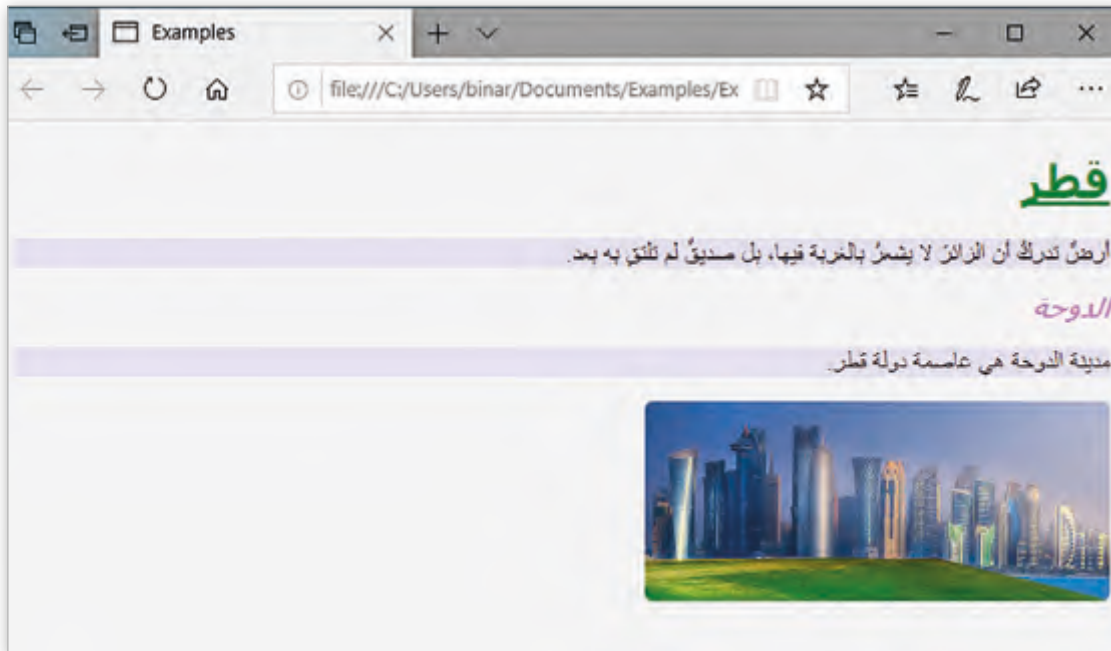 Examples
file:///C:/Users/binar/Documents/Examples/Ex
قطر
أرضٌ تدركُ أن الزائرَ لا يشعرُ بالغربة فيها، بل صديقٌ لم تلتقِ به بعد.
الدوحة
مدينة الدوحة هي عاصمة دولة قطر.